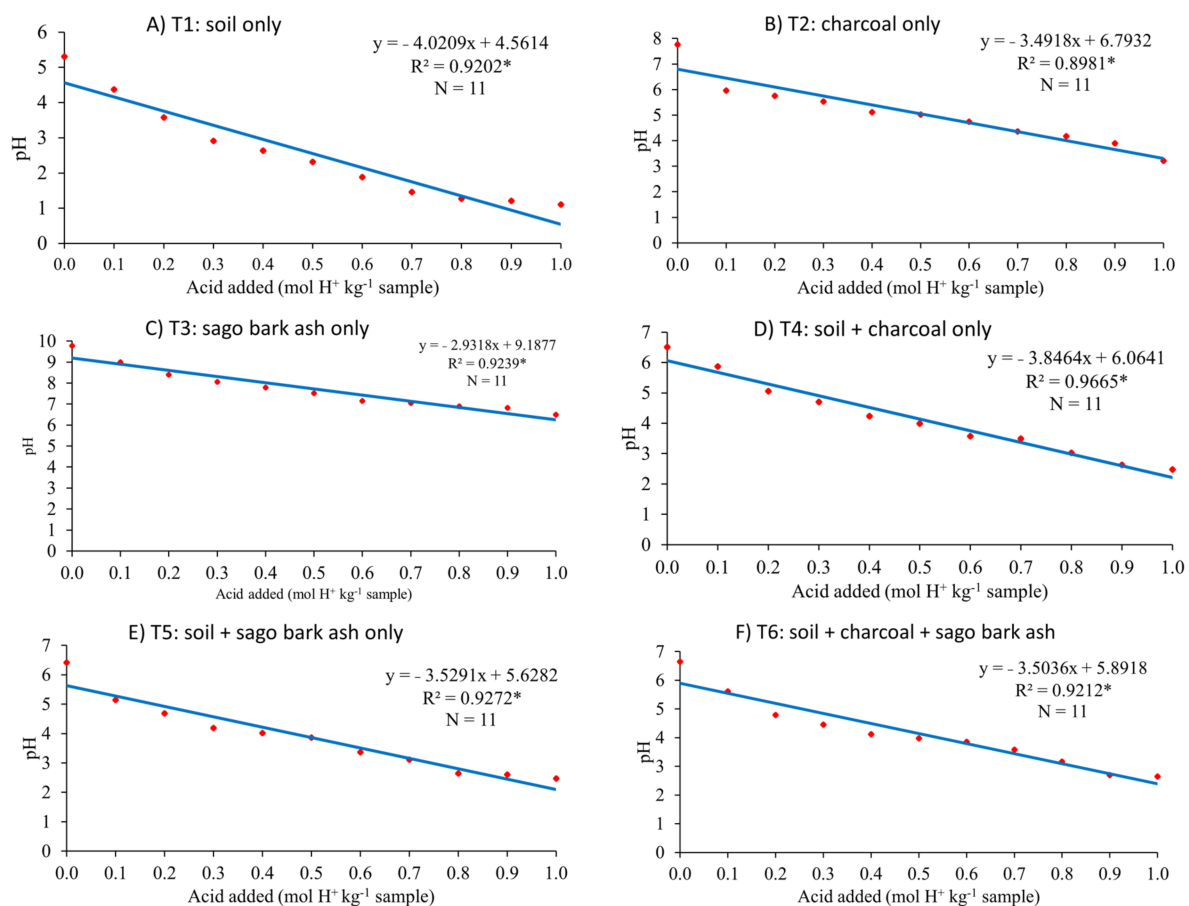 A) T1: soil only
y = - 4.0209x + 4.5614
R² = 0.9202*
N = 11
pH
6
5
4
3
2
1
0
0.0 0.1 0.2 0.3 0.4 0.5 0.6 0.7 0.8 0.9 1.0
Acid added (mol H⁺ kg⁻¹ sample)
B) T2: charcoal only
y = - 3.4918x + 6.7932
R² = 0.8981*
N = 11
pH
8
7
6
5
4
3
2
1
0
0.0 0.1 0.2 0.3 0.4 0.5 0.6 0.7 0.8 0.9 1.0
Acid added (mol H⁺ kg⁻¹ sample)
C) T3: sago bark ash only
y = - 2.9318x + 9.1877
R² = 0.9239*
N = 11
pH
10
9
8
7
6
5
4
3
2
1
0
0.0 0.1 0.2 0.3 0.4 0.5 0.6 0.7 0.8 0.9 1.0
Acid added (mol H⁺ kg⁻¹ sample)
D) T4: soil + charcoal only
y = - 3.8464x + 6.0641
R² = 0.9665*
N = 11
pH
7
6
5
4
3
2
1
0
0.0 0.1 0.2 0.3 0.4 0.5 0.6 0.7 0.8 0.9 1.0
Acid added (mol H⁺ kg⁻¹ sample)
E) T5: soil + sago bark ash only
y = - 3.5291x + 5.6282
R² = 0.9272*
N = 11
pH
7
6
5
4
3
2
1
0
0.0 0.1 0.2 0.3 0.4 0.5 0.6 0.7 0.8 0.9 1.0
Acid added (mol H⁺ kg⁻¹ sample)
F) T6: soil + charcoal + sago bark ash
y = - 3.5036x + 5.8918
R² = 0.9212*
N = 11
pH
7
6
5
4
3
2
1
0
0.0 0.1 0.2 0.3 0.4 0.5 0.6 0.7 0.8 0.9 1.0
Acid added (mol H⁺ kg⁻¹ sample)